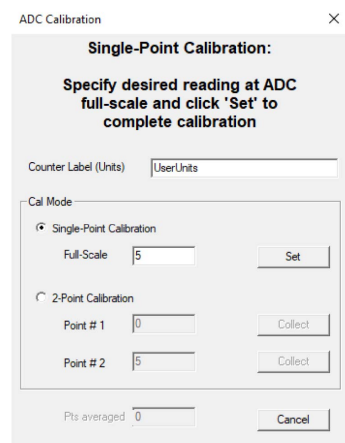 ADC Calibration
Single-Point Calibration:
Specify desired reading at ADC
full-scale and click 'Set' to
complete calibration
Counter Label (Units) UserUnits
Cal Mode
Single-Point Calibration
Full-Scale 5 Set
2-Point Calibration
Point # 1 0 Collect
Point # 2 5 Collect
Pts averaged 0 Cancel